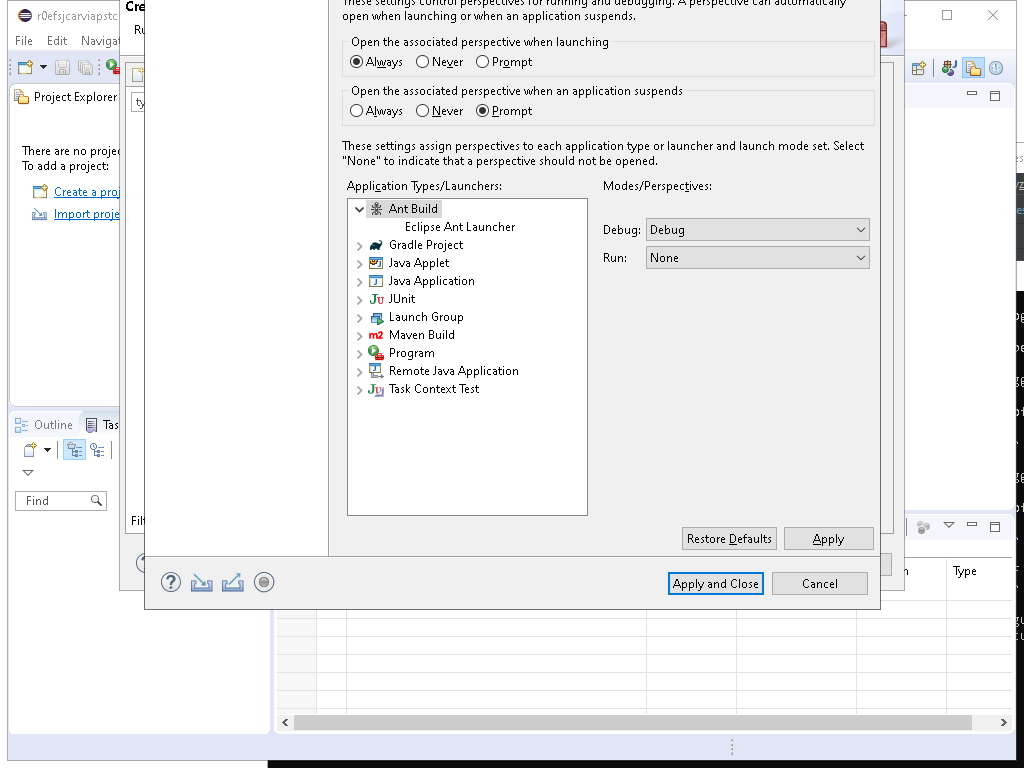 r0efsjcarviapstc
Cre
These settings control perspectives for running and debugging. A perspective can automatically
open when launching or when an application suspends.
File Edit Navigat
Ru
Open the associated perspective when launching
Always Never Prompt
Open the associated perspective when an application suspends
Always Never Prompt
Project Explorer
ty
These settings assign perspectives to each application type or launcher and launch mode set. Select
"None" to indicate that a perspective should not be opened.
There are no projec
To add a project:
Create a proj
Import proje
Application Types/Launchers:
Modes/Perspectives:
Ant Build
Eclipse Ant Launcher
Gradle Project
Java Applet
Java Application
JUnit
Launch Group
Maven Build
Program
Remote Java Application
Task Context Test
Debug: Debug
Run: None
Outline Tas
Find
Filt
Restore Defaults Apply
Apply and Close Cancel
n Type